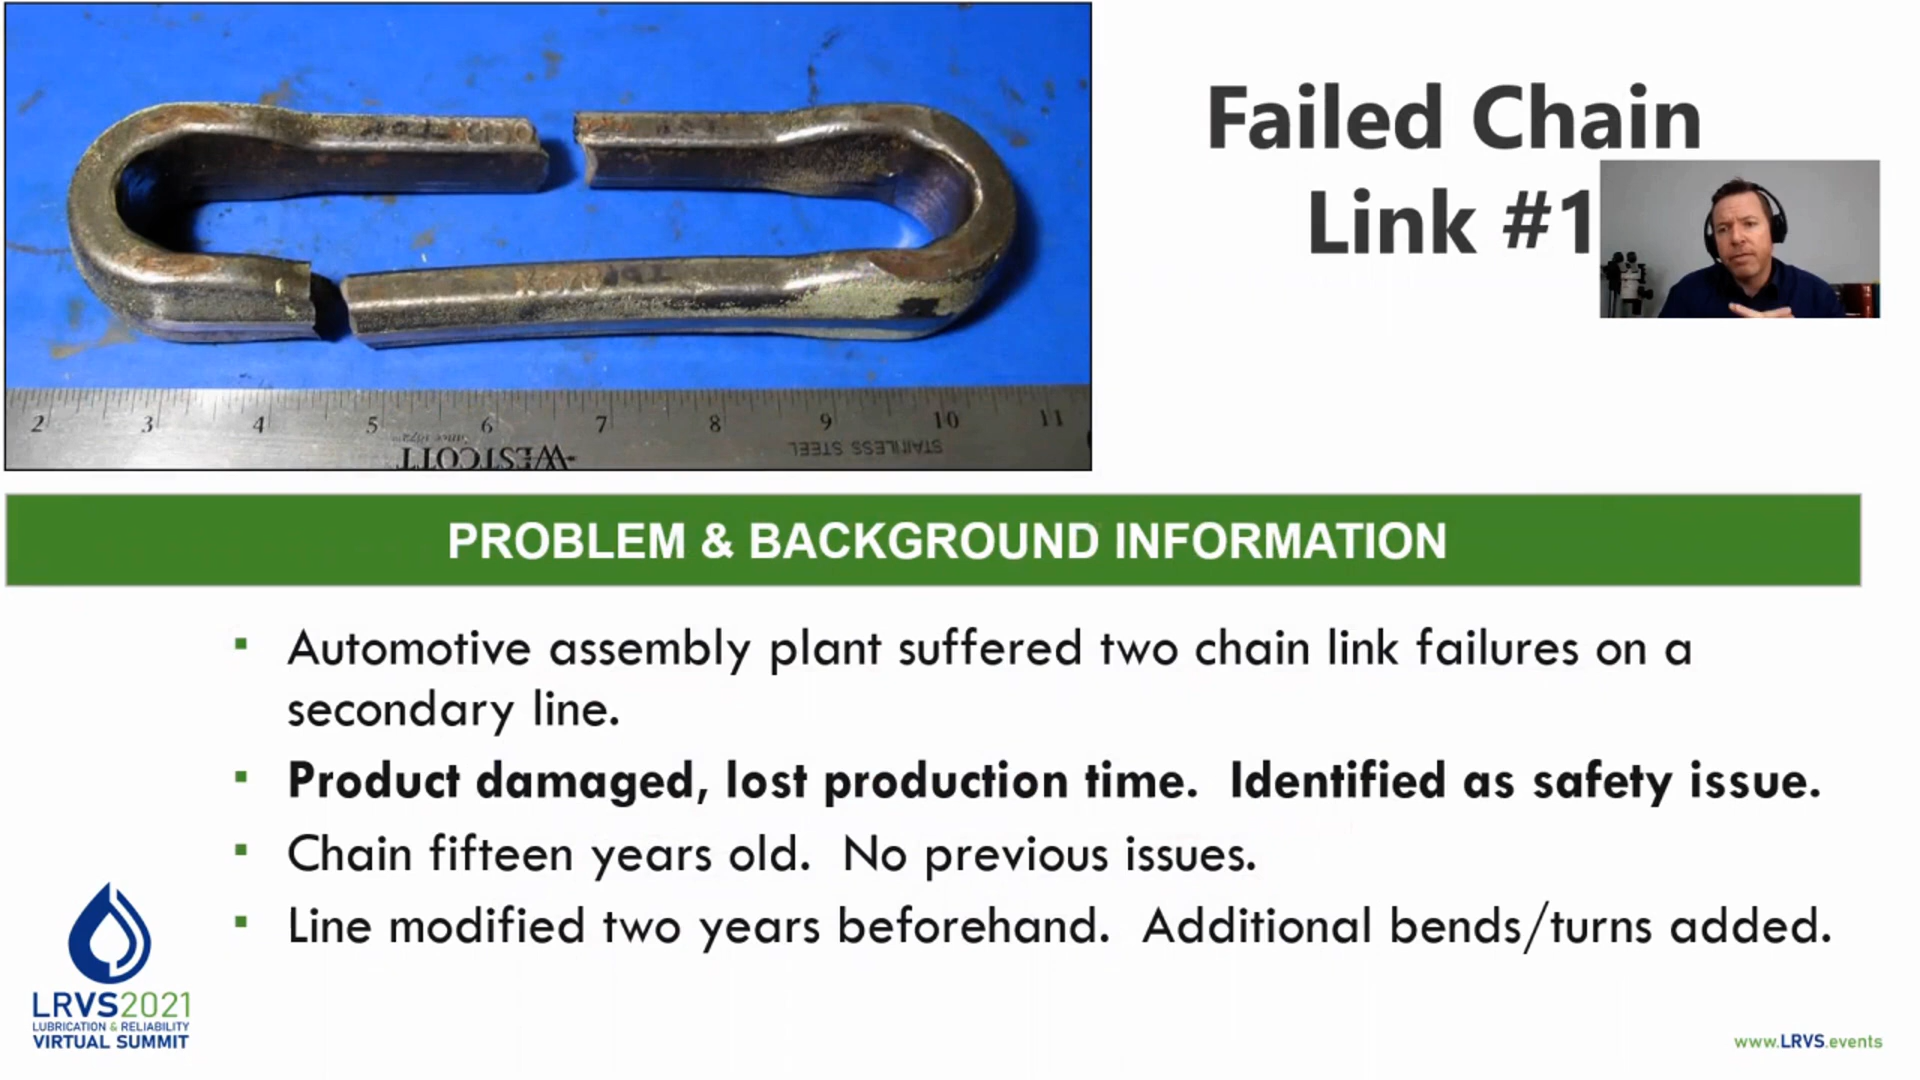 Failed Chain
Link #1
2 3 4 5 6 7 8 9 10 11
WESTCOTT
STAINLESS STEEL
PROBLEM & BACKGROUND INFORMATION
▪ Automotive assembly plant suffered two chain link failures on a
secondary line.
▪ Product damaged, lost production time. Identified as safety issue.
▪ Chain fifteen years old. No previous issues.
▪ Line modified two years beforehand. Additional bends/turns added.
LRVS2021
LUBRICATION & RELIABILITY
VIRTUAL SUMMIT
www.LRVS.events